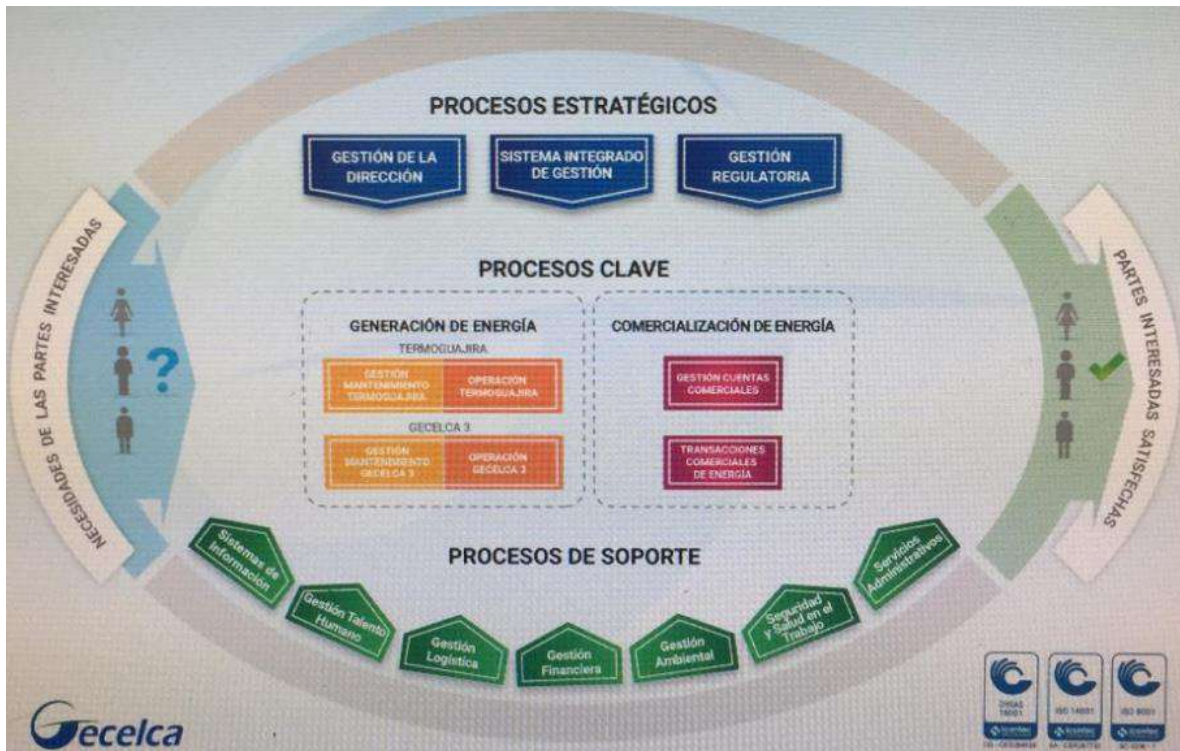 PROCESOS ESTRATÉGICOS
GESTIÓN DE LA
DIRECCIÓN
SISTEMA INTEGRADO
DE GESTIÓN
GESTIÓN
REGULATORIA
NECESIDADES DE LAS PARTES INTERESADAS
?
PROCESOS CLAVE
GENERACIÓN DE ENERGÍA
TERMOGUAJIRA
GESTIÓN
MANTENIMIENTO
TERMOGUAJIRA
OPERACIÓN
TERMOGUAJIRA
GECELCA 3
GESTIÓN
MANTENIMIENTO
GECELCA 3
OPERACIÓN
GECELCA 3
COMERCIALIZACIÓN DE ENERGÍA
GESTIÓN CUENTAS
COMERCIALES
TRANSACCIONES
COMERCIALES
DE ENERGÍA
PARTES INTERESADAS SATISFECHAS
PROCESOS DE SOPORTE
Sistemas de
Información
Gestión Talento
Humano
Gestión
Logística
Gestión
Financiera
Gestión
Ambiental
Seguridad
y Salud en el
Trabajo
Servicios
Administrativos
Gecelca
OHSAS
18001
icontec
ISO 14001
icontec
ISO 9001
icontec